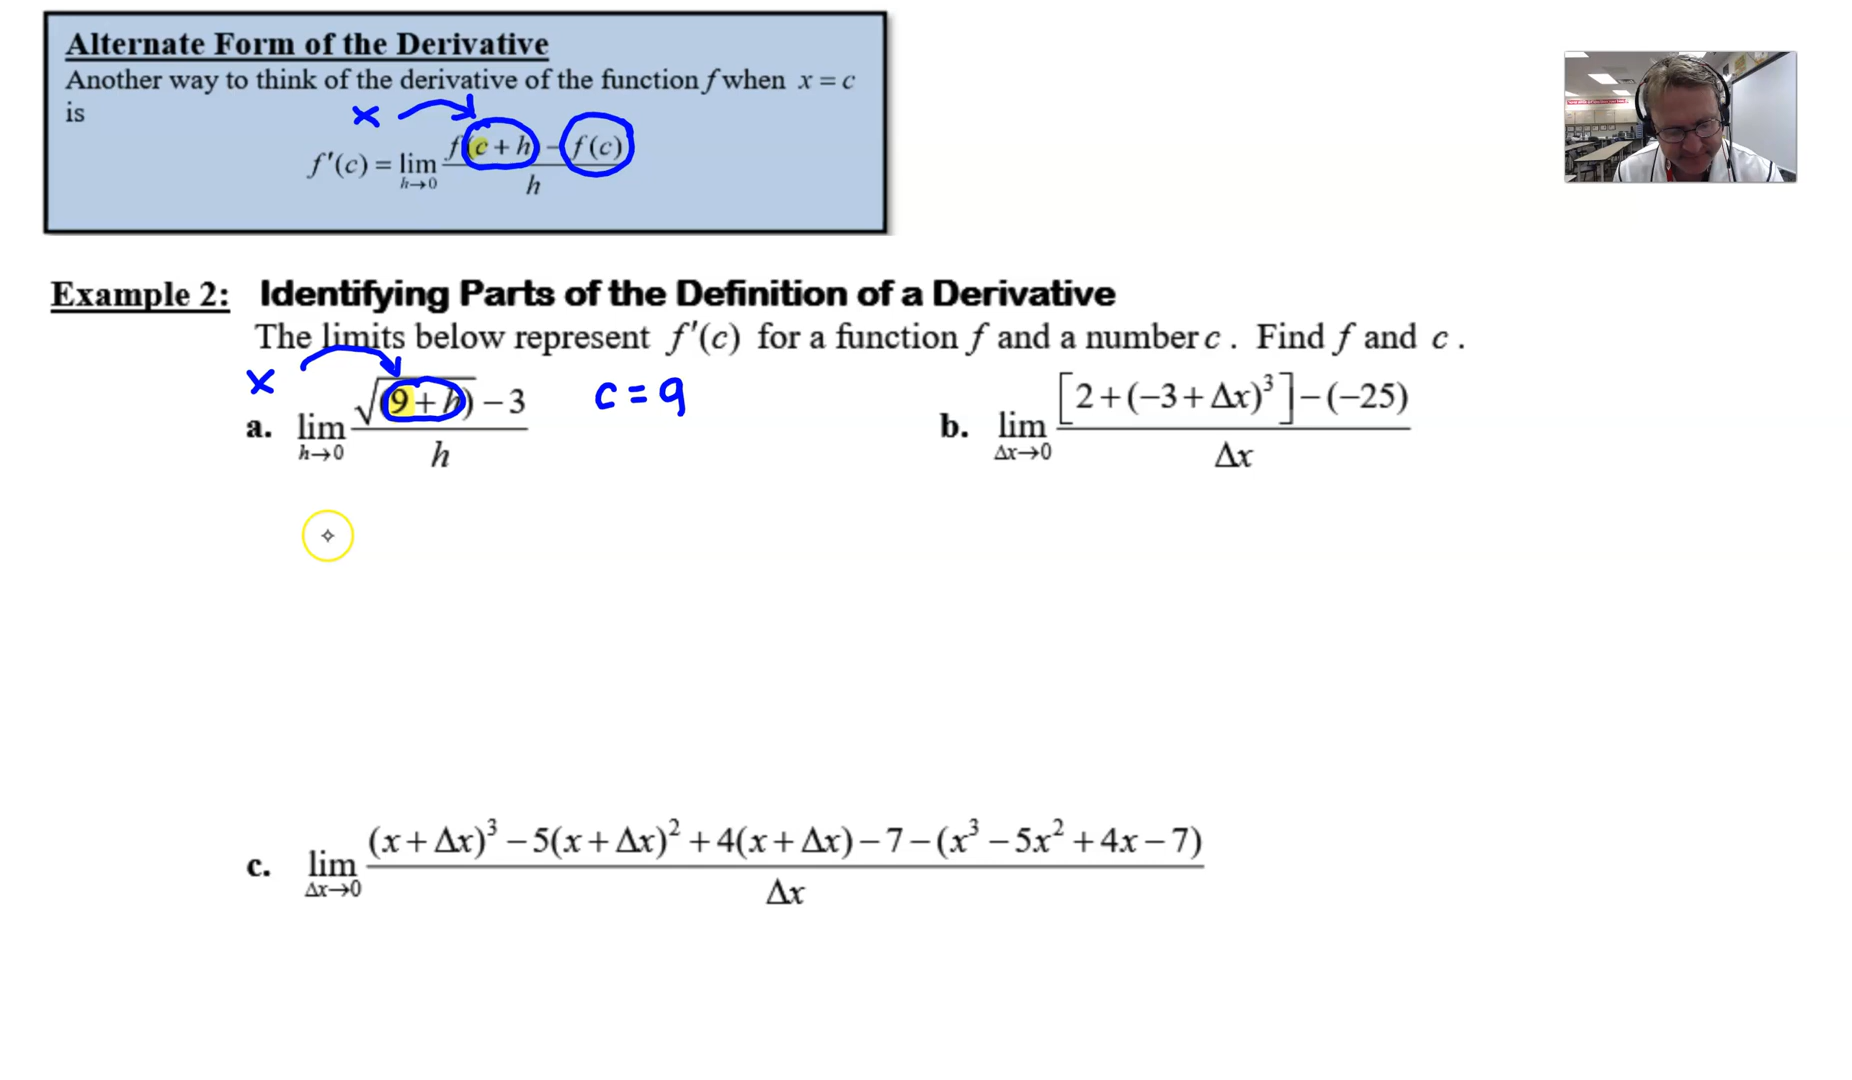 Alternate Form of the Derivative
Another way to think of the derivative of the function f when x = c
is
x
f'(c) = lim h→0 (f(c + h) − f(c)) / h
Example 2: Identifying Parts of the Definition of a Derivative
The limits below represent f'(c) for a function f and a number c . Find f and c .
x
a. lim h→0 (√(9 + h) − 3) / h
c = 9
b. lim Δx→0 ([2 + (−3 + Δx)³] − (−25)) / Δx
c. lim Δx→0 ((x + Δx)³ − 5(x + Δx)² + 4(x + Δx) − 7 − (x³ − 5x² + 4x − 7)) / Δx